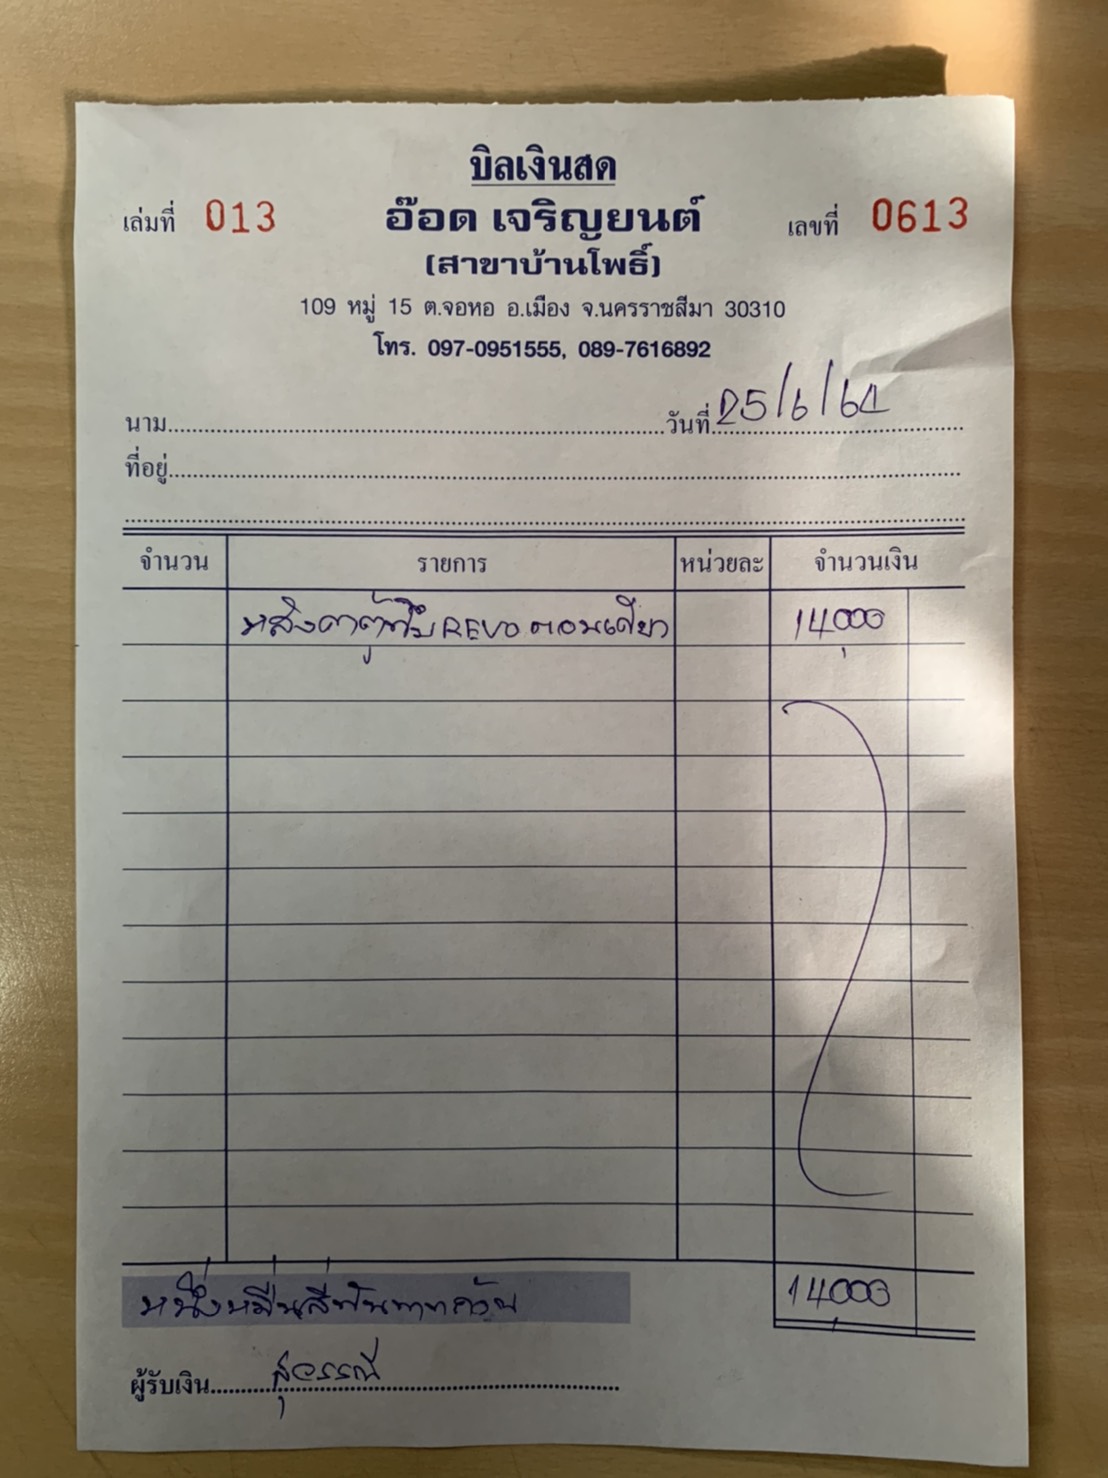 บิลเงินสด
เล่มที่ 013 อ๊อด เจริญยนต์ เลขที่ 0613
(สาขาบ้านโพธิ์)
109 หมู่ 15 ต.จอหอ อ.เมือง จ.นครราชสีมา 30310
โทร. 097-0951555, 089-7616892
นาม วันที่ 25/6/64
ที่อยู่
จำนวน รายการ หน่วยละ จำนวนเงิน
หลังคาตู้ทึบ REVO ตอนเดียว 14,000
หนึ่งหมื่นสี่พันบาทถ้วน 14,000
ผู้รับเงิน สุวรรณี